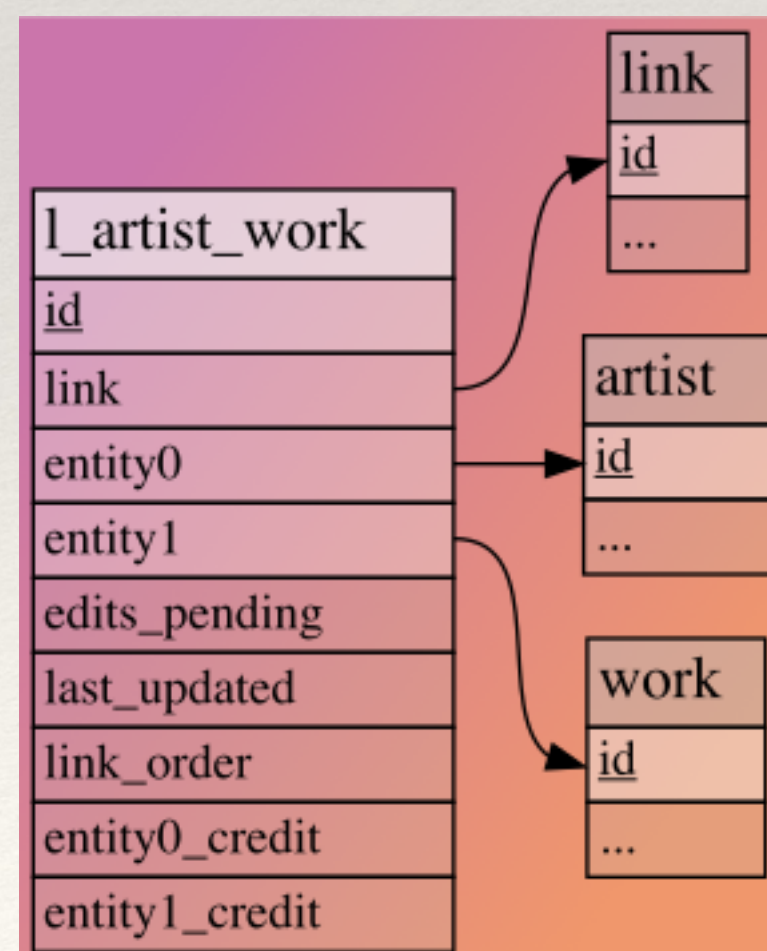 l_artist_work
id
link
entity0
entity1
edits_pending
last_updated
link_order
entity0_credit
entity1_credit
link
id
...
artist
id
...
work
id
...